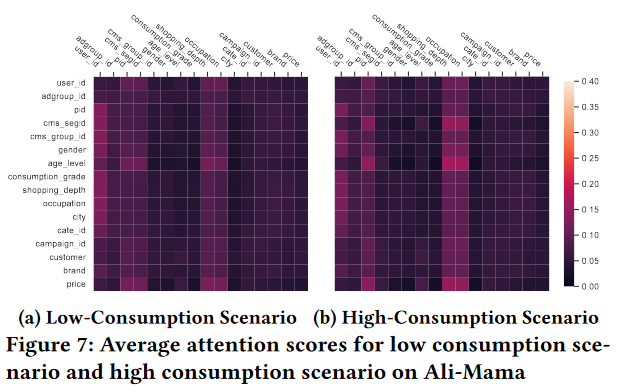 user_id
adgroup_id
pid
cms_segid
cms_group_id
gender
age_level
consumption_grade
shopping_depth
occupation
city
cate_id
campaign_id
customer
brand
price
user_id
adgroup_id
pid
cms_segid
cms_group_id
gender
age_level
consumption_grade
shopping_depth
occupation
city
cate_id
campaign_id
customer
brand
price
user_id
adgroup_id
pid
cms_segid
cms_group_id
gender
age_level
consumption_grade
shopping_depth
occupation
city
cate_id
campaign_id
customer
brand
price
0.40
0.35
0.30
0.25
0.20
0.15
0.10
0.05
0.00
(a) Low-Consumption Scenario
(b) High-Consumption Scenario
Figure 7: Average attention scores for low consumption sce-
nario and high consumption scenario on Ali-Mama